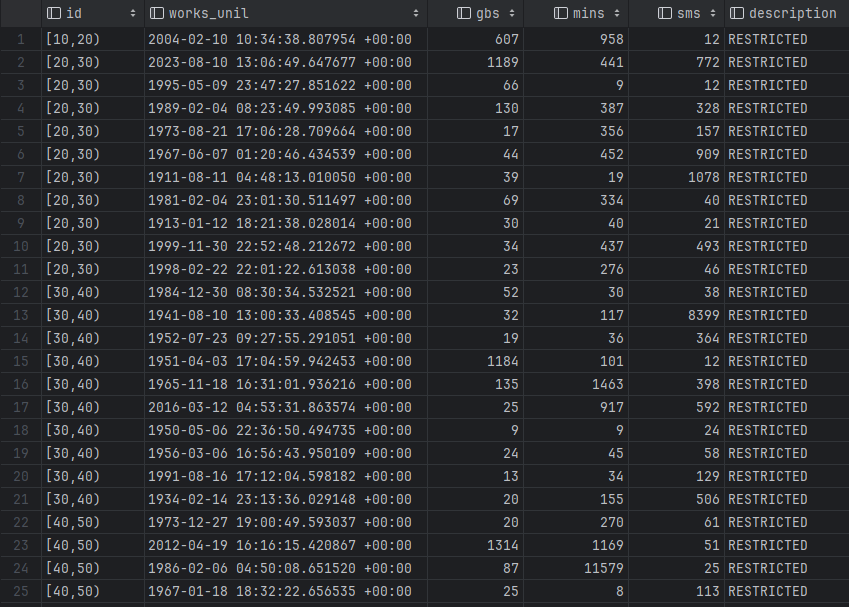 id works_unil gbs mins sms description
1 [10,20) 2004-02-10 10:34:38.807954 +00:00 607 958 12 RESTRICTED
2 [20,30) 2023-08-10 13:06:49.647677 +00:00 1189 441 772 RESTRICTED
3 [20,30) 1995-05-09 23:47:27.851622 +00:00 66 9 12 RESTRICTED
4 [20,30) 1989-02-04 08:23:49.993085 +00:00 130 387 328 RESTRICTED
5 [20,30) 1973-08-21 17:06:28.709664 +00:00 17 356 157 RESTRICTED
6 [20,30) 1967-06-07 01:20:46.434539 +00:00 44 452 909 RESTRICTED
7 [20,30) 1911-08-11 04:48:13.010050 +00:00 39 19 1078 RESTRICTED
8 [20,30) 1981-02-04 23:01:30.511497 +00:00 69 334 40 RESTRICTED
9 [20,30) 1913-01-12 18:21:38.028014 +00:00 30 40 21 RESTRICTED
10 [20,30) 1999-11-30 22:52:48.212672 +00:00 34 437 493 RESTRICTED
11 [20,30) 1998-02-22 22:01:22.613038 +00:00 23 276 46 RESTRICTED
12 [30,40) 1984-12-30 08:30:34.532521 +00:00 52 30 38 RESTRICTED
13 [30,40) 1941-08-10 13:00:33.408545 +00:00 32 117 8399 RESTRICTED
14 [30,40) 1952-07-23 09:27:55.291051 +00:00 19 36 364 RESTRICTED
15 [30,40) 1951-04-03 17:04:59.942453 +00:00 1184 101 12 RESTRICTED
16 [30,40) 1965-11-18 16:31:01.936216 +00:00 135 1463 398 RESTRICTED
17 [30,40) 2016-03-12 04:53:31.863574 +00:00 25 917 592 RESTRICTED
18 [30,40) 1950-05-06 22:36:50.494735 +00:00 9 9 24 RESTRICTED
19 [30,40) 1956-03-06 16:56:43.950109 +00:00 24 45 58 RESTRICTED
20 [30,40) 1991-08-16 17:12:04.598182 +00:00 13 34 129 RESTRICTED
21 [30,40) 1934-02-14 23:13:36.029148 +00:00 20 155 506 RESTRICTED
22 [40,50) 1973-12-27 19:00:49.593037 +00:00 20 270 61 RESTRICTED
23 [40,50) 2012-04-19 16:16:15.420867 +00:00 1314 1169 51 RESTRICTED
24 [40,50) 1986-02-06 04:50:08.651520 +00:00 87 11579 25 RESTRICTED
25 [40,50) 1967-01-18 18:32:22.656535 +00:00 25 8 113 RESTRICTED